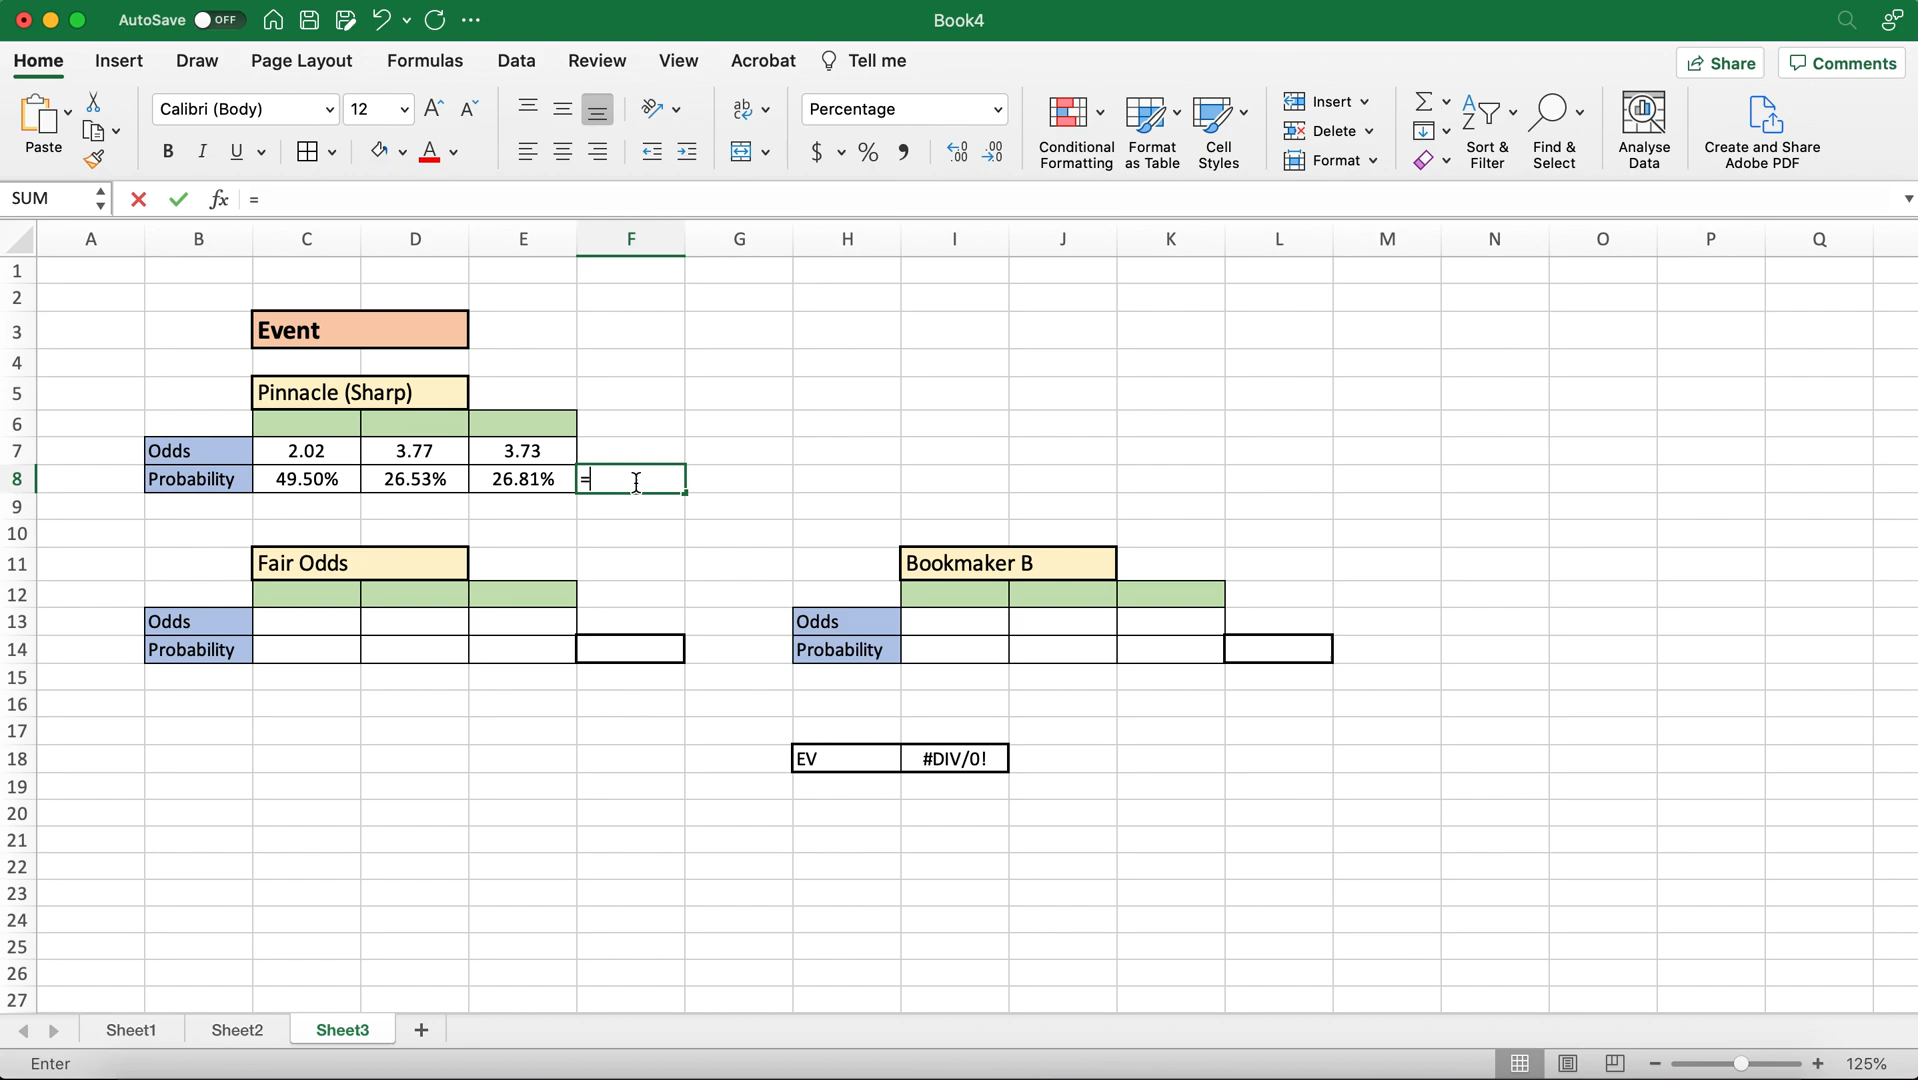 AutoSave OFF Book4
Home Insert Draw Page Layout Formulas Data Review View Acrobat Tell me Share Comments
Paste Calibri (Body) 12 Percentage
Conditional Formatting
Format as Table
Cell Styles
Insert
Delete
Format
Sort & Filter
Find & Select
Analyse Data
Create and Share Adobe PDF
SUM fx =
A B C D E F G H I J K L M N O P Q
1
2
3 Event
4
5 Pinnacle (Sharp)
6
7 Odds 2.02 3.77 3.73
8 Probability 49.50% 26.53% 26.81% =
9
10
11 Fair Odds Bookmaker B
12
13 Odds Odds
14 Probability Probability
15
16
17
18 EV #DIV/0!
19
20
21
22
23
24
25
26
27
Sheet1 Sheet2 Sheet3 +
Enter 125%